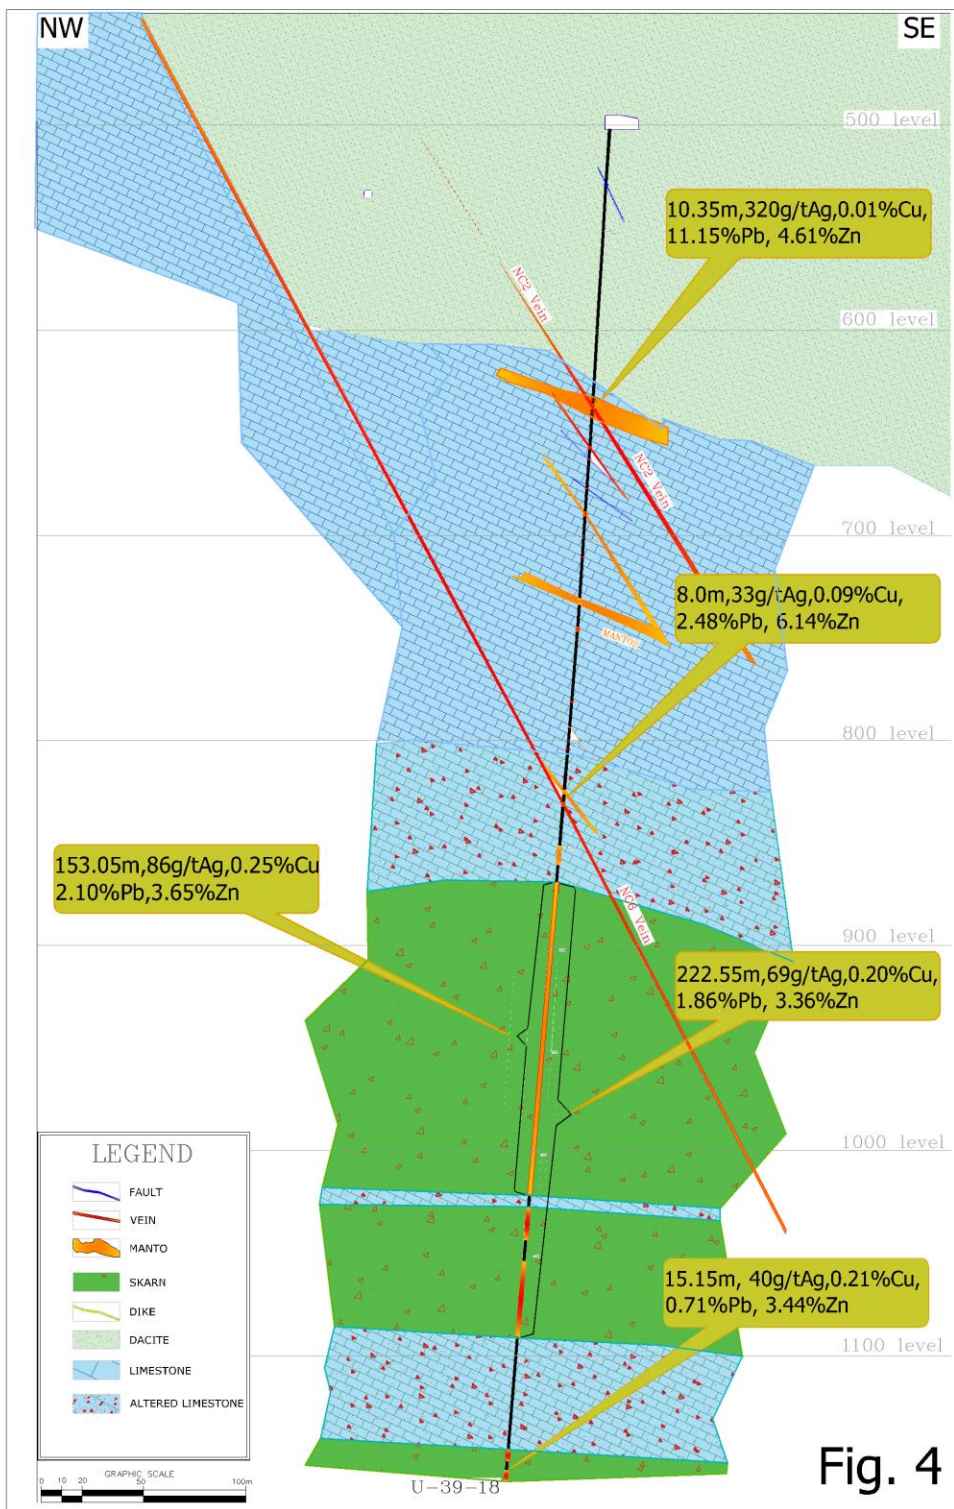 NW
SE
500 level
10.35m,320g/tAg,0.01%Cu,
11.15%Pb, 4.61%Zn
NC2 Vein
600 level
NC2 Vein
700 level
8.0m,33g/tAg,0.09%Cu,
2.48%Pb, 6.14%Zn
MANTOS
800 level
153.05m,86g/tAg,0.25%Cu
2.10%Pb,3.65%Zn
NC6 Vein
900 level
222.55m,69g/tAg,0.20%Cu,
1.86%Pb, 3.36%Zn
1000 level
LEGEND
FAULT
VEIN
MANTO
SKARN
DIKE
DACITE
LIMESTONE
ALTERED LIMESTONE
15.15m, 40g/tAg,0.21%Cu,
0.71%Pb, 3.44%Zn
1100 level
GRAPHIC SCALE
0 10 20 50 100m
U-39-18
Fig. 4